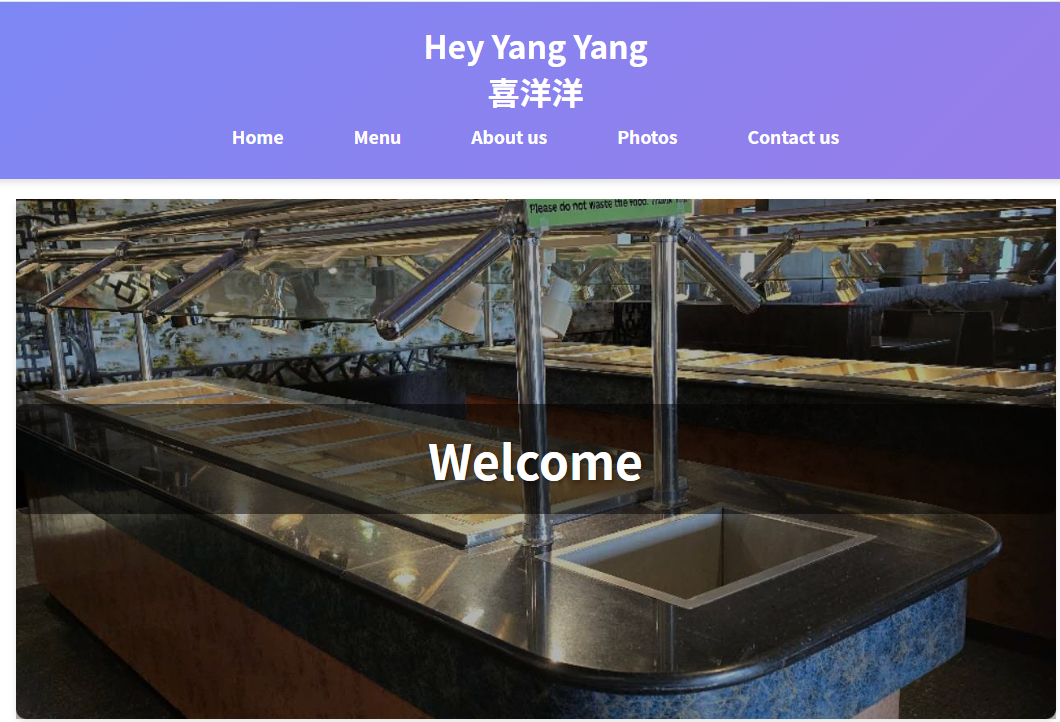 Hey Yang Yang
喜洋洋
Home Menu About us Photos Contact us
Please do not waste the food. Thank You
Welcome